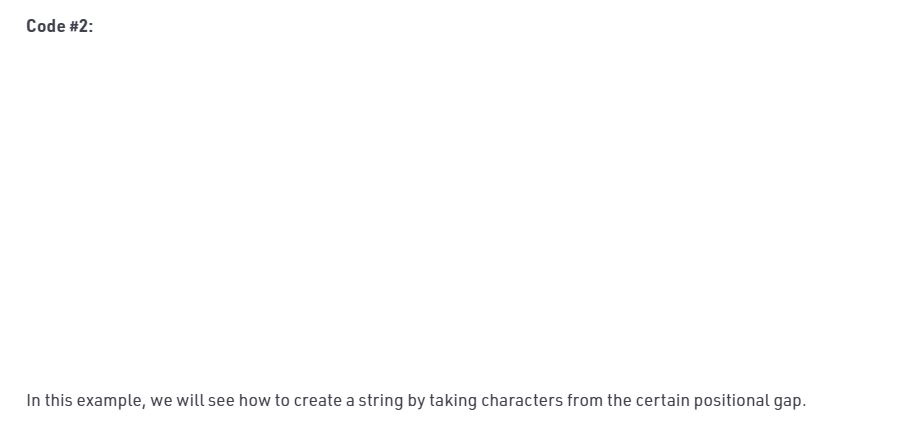 Code #2:
In this example, we will see how to create a string by taking characters from the certain positional gap.